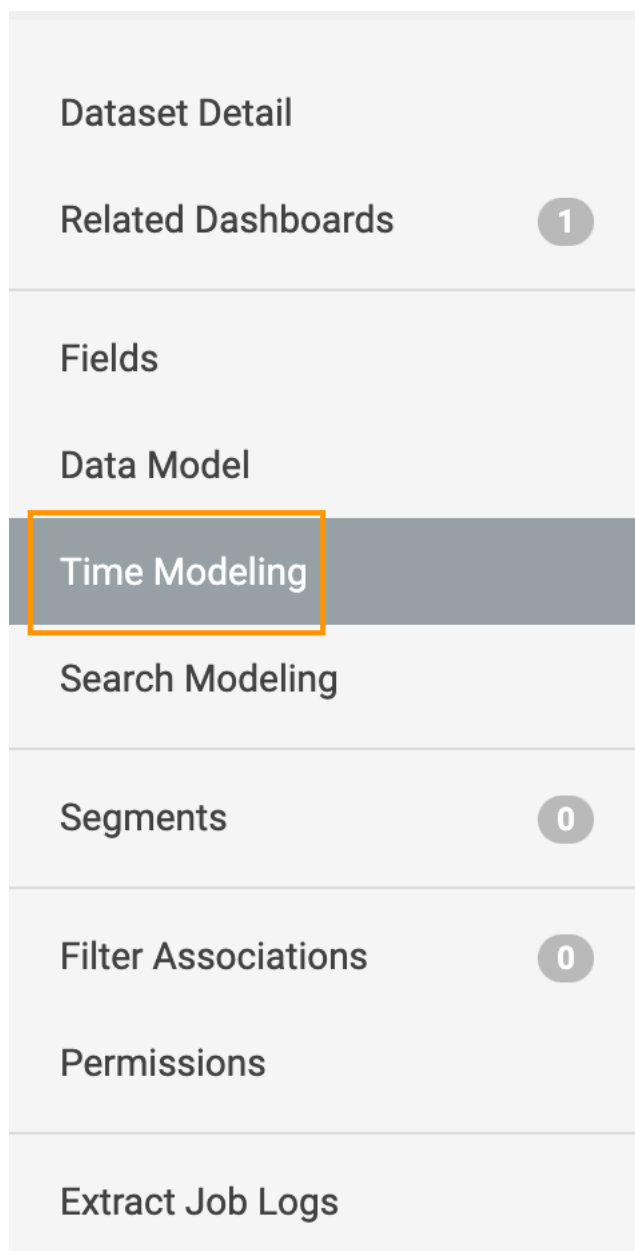 Dataset Detail
Related Dashboards 1
Fields
Data Model
Time Modeling
Search Modeling
Segments 0
Filter Associations 0
Permissions
Extract Job Logs